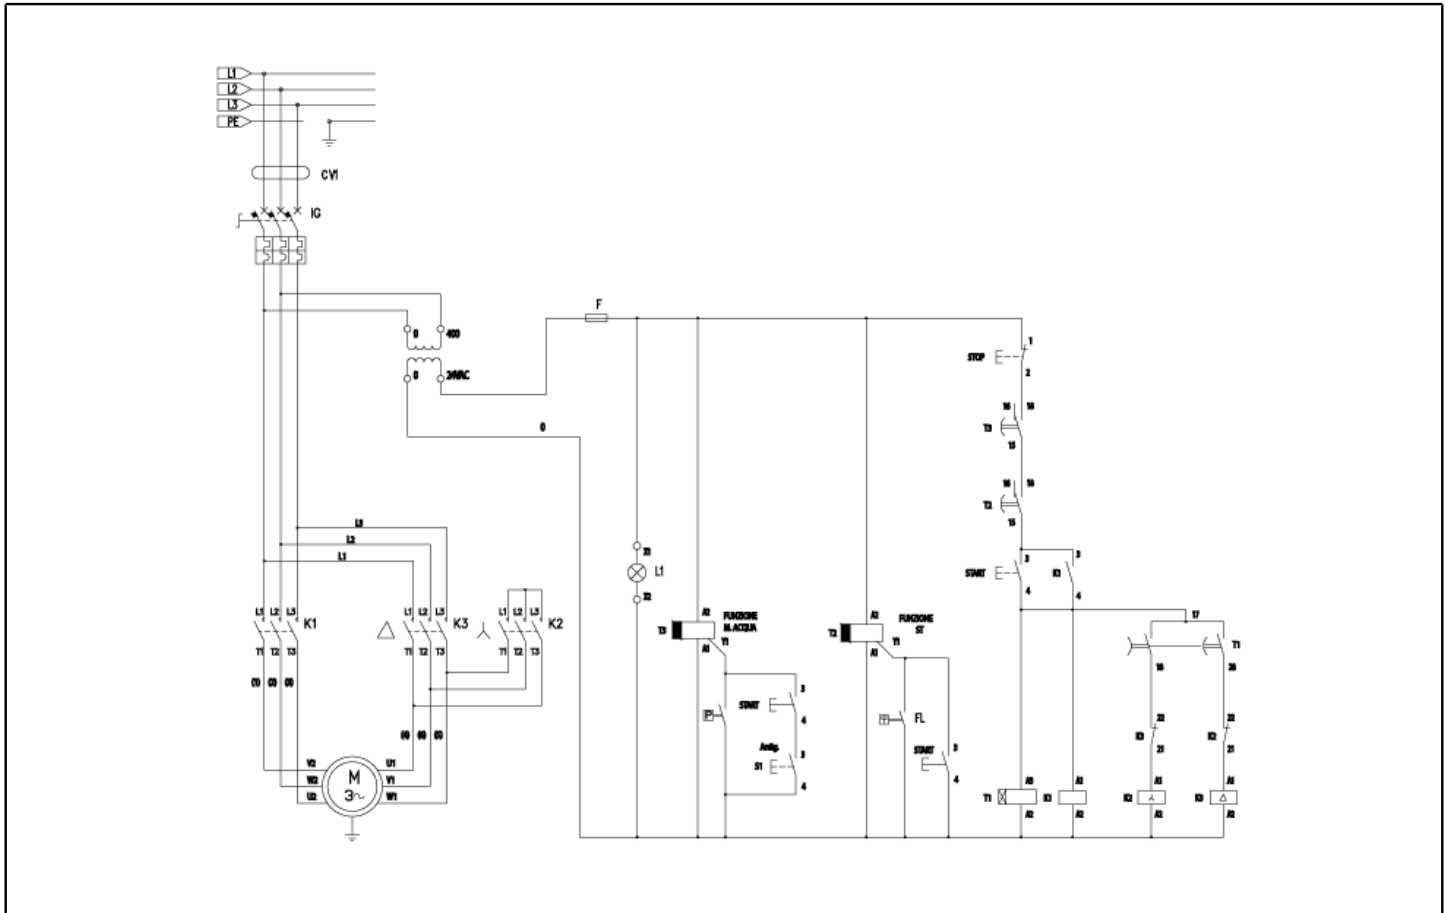 L1
L2
L3
PE
CV1
IG
F
0 400
0 24VAC
0
STOP
1
2
16 18
T3
15
16 18
T2
15
START
3
4
K1
3
4
L3
L2
L1
L1 L2 L3
K1
T1 T2 T3
L1 L2 L3
K3
T1 T2 T3
L1 L2 L3
K2
T1 T2 T3
X1
L1
X2
A2
FUNZIONE
M. ACQUA
T3
Y1
A1
A2
FUNZIONE
ST
T2
Y1
A1
17
T1
18
28
START
3
4
P
FL
START
3
4
Antig.
S1
3
4
22
K3
21
22
K2
21
V2
W2
U2
M
3~
U1
V1
W1
T1
A2
K1
A1
A2
K2
A1
A2
K3
A1
A2